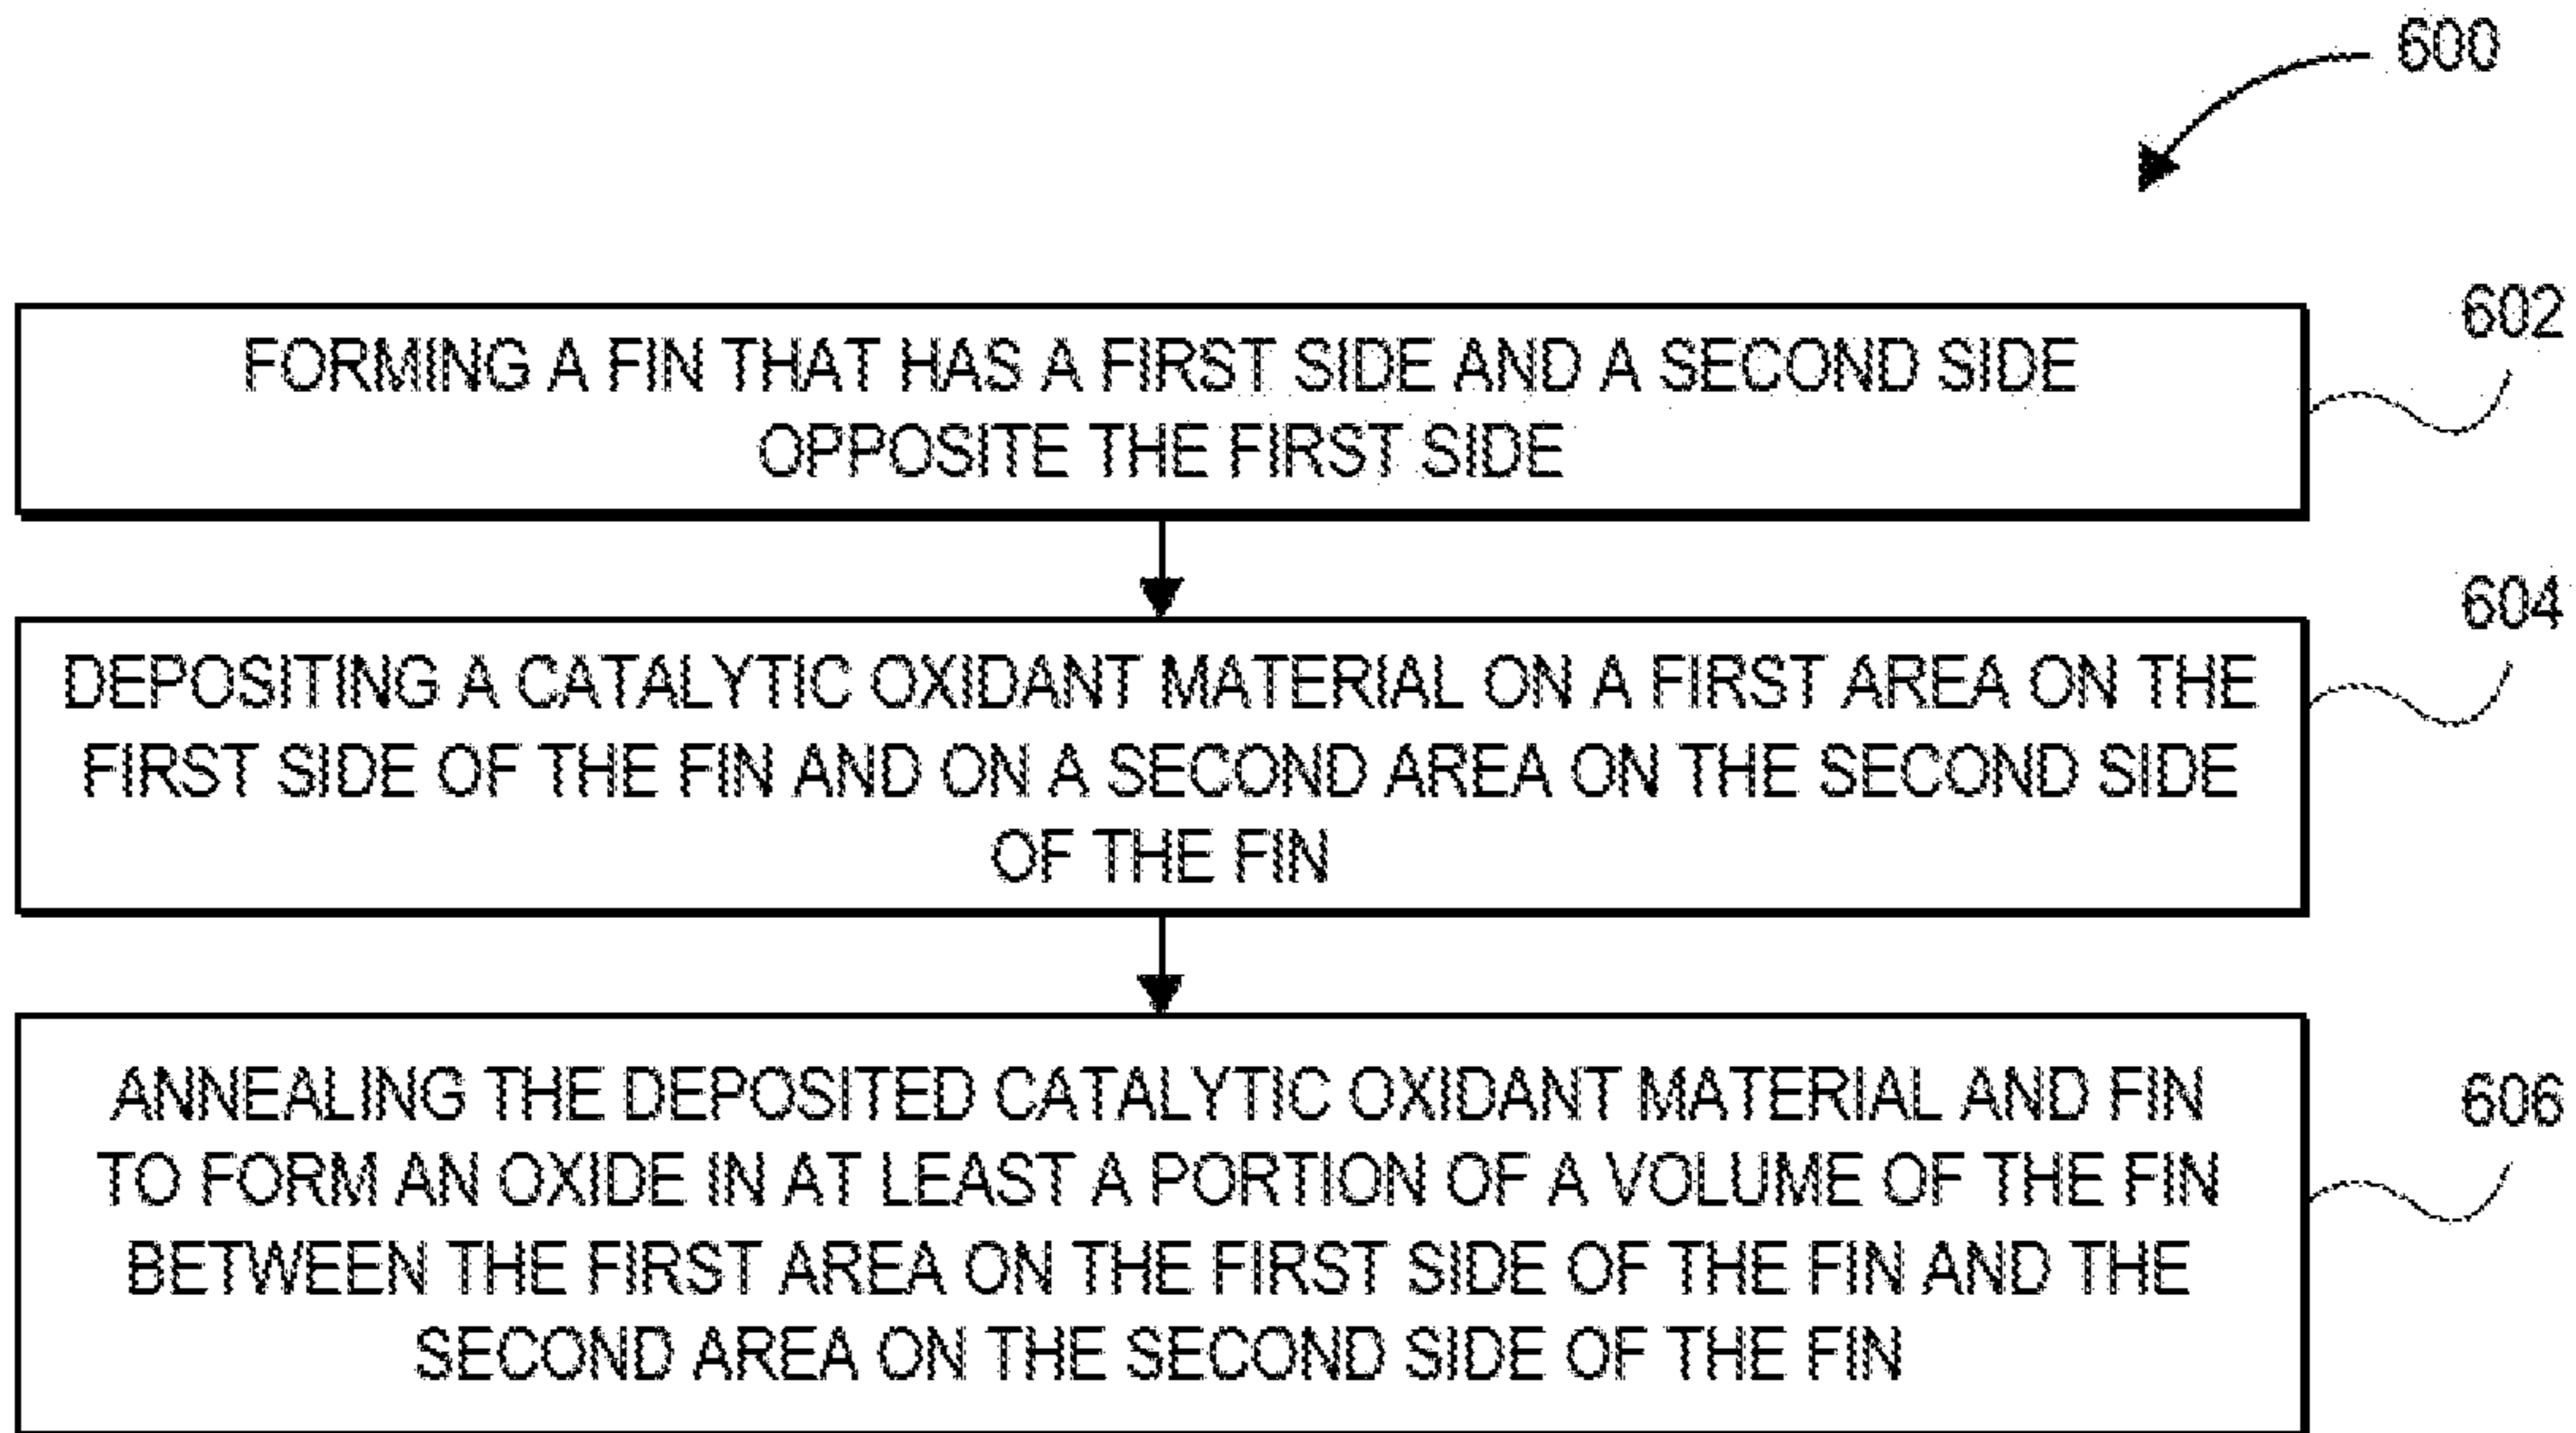 600
FORMING A FIN THAT HAS A FIRST SIDE AND A SECOND SIDE
OPPOSITE THE FIRST SIDE
602
DEPOSITING A CATALYTIC OXIDANT MATERIAL ON A FIRST AREA ON THE
FIRST SIDE OF THE FIN AND ON A SECOND AREA ON THE SECOND SIDE
OF THE FIN
604
ANNEALING THE DEPOSITED CATALYTIC OXIDANT MATERIAL AND FIN
TO FORM AN OXIDE IN AT LEAST A PORTION OF A VOLUME OF THE FIN
BETWEEN THE FIRST AREA ON THE FIRST SIDE OF THE FIN AND THE
SECOND AREA ON THE SECOND SIDE OF THE FIN
606